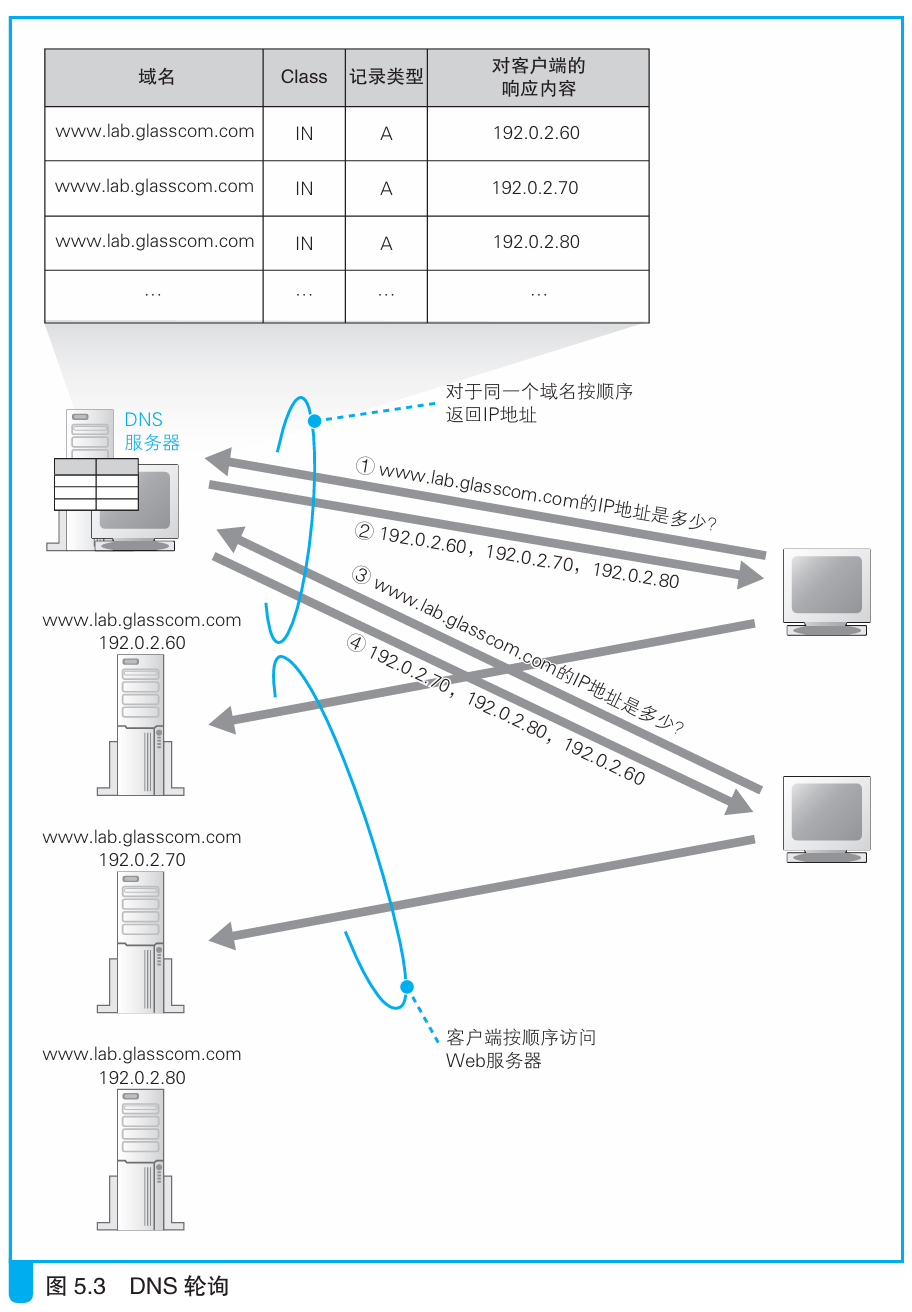 域名 Class 记录类型 对客户端的
响应内容
www.lab.glasscom.com IN A 192.0.2.60
www.lab.glasscom.com IN A 192.0.2.70
www.lab.glasscom.com IN A 192.0.2.80
… … … …
对于同一个域名按顺序
返回IP地址
DNS
服务器
① www.lab.glasscom.com的IP地址是多少?
② 192.0.2.60，192.0.2.70，192.0.2.80
③ www.lab.glasscom.com的IP地址是多少?
④ 192.0.2.70，192.0.2.80，192.0.2.60
www.lab.glasscom.com
192.0.2.60
www.lab.glasscom.com
192.0.2.70
客户端按顺序访问
Web服务器
www.lab.glasscom.com
192.0.2.80
图 5.3 DNS 轮询